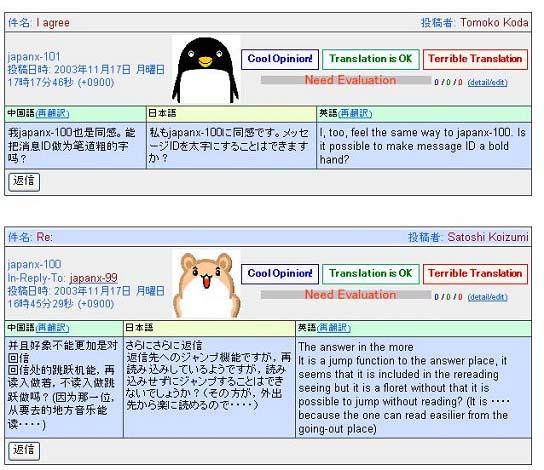 件名: I agree
投稿者: Tomoko Koda
japanx-101
投稿日時: 2003年11月17日 月曜日
17時17分46秒 (+0900)
Cool Opinion!
Translation is OK
Terrible Translation
Need Evaluation
0 / 0 / 0 (detail/edit)
中国語(再翻訳)
日本語
英語(再翻訳)
我japanx-100也是同感。能
把消息ID做为笔道粗的字
吗？
私もjapanx-100に同感です。メッセ
ージIDを太字にすることはできます
か？
I, too, feel the same way to japanx-100. Is
it possible to make message ID a bold
hand?
返信
件名: Re:
投稿者: Satoshi Koizumi
japanx-100
In-Reply-To: japanx-99
投稿日時: 2003年11月17日 月曜日
16時45分29秒 (+0900)
Cool Opinion!
Translation is OK
Terrible Translation
Need Evaluation
0 / 0 / 0 (detail/edit)
中国語(再翻訳)
日本語
英語(再翻訳)
并且好象不能更加是对
回信
回信处的跳跃机能，再
读入做着，不读入做跳
跃做吗？(因为那一位,
从要去的地方音乐能
读････)
さらにさらに返信
返信先へのジャンプ機能ですが，再
読み込みしているようですが，読み
込みせずにジャンプすることはでき
ないでしょうか？（その方が，外出
先から楽に読めるので････）
The answer in the more
It is a jump function to the answer place, it
seems that it is included in the rereading
seeing but it is a floret without that it is
possible to jump without reading? (It is ････
because the one can read easilier from the
going-out place)
返信